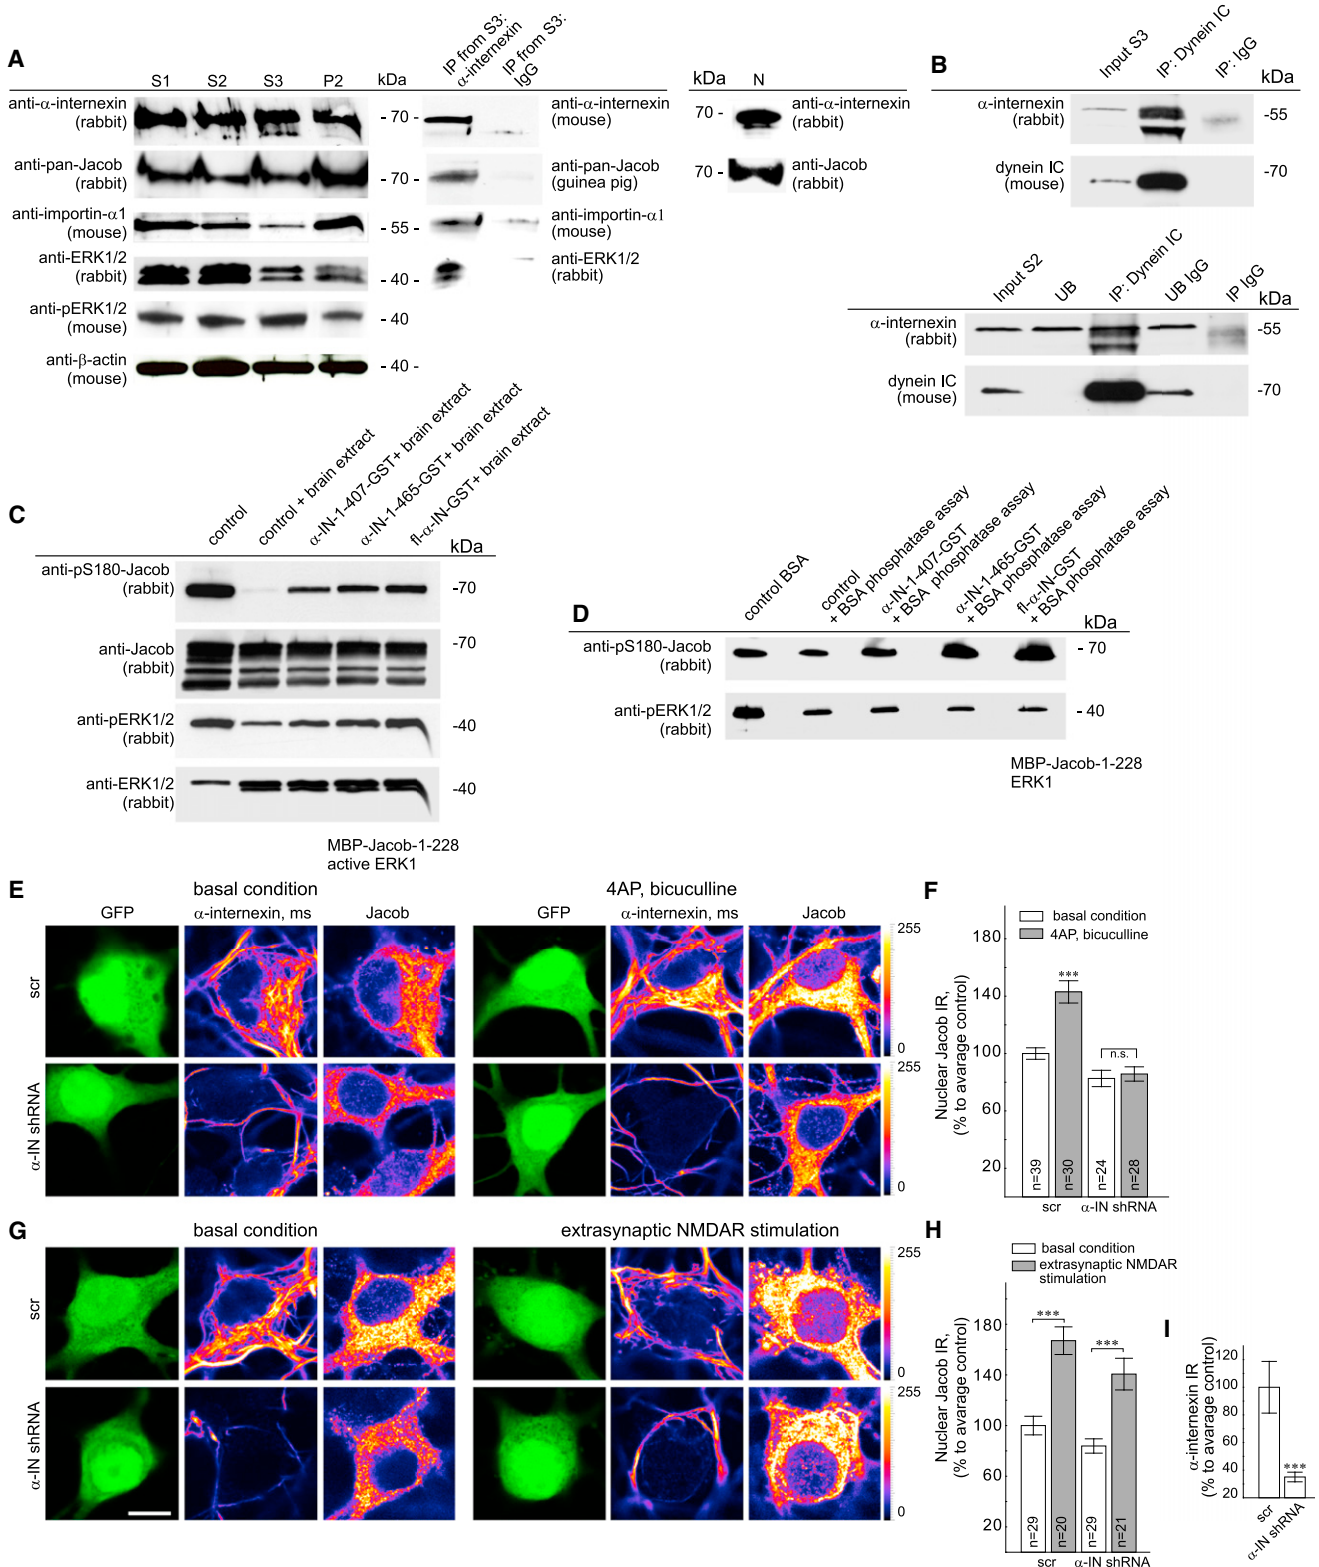 A
S1 S2 S3 P2 kDa
IP from S3:
α-internexin
IP from S3:
IgG
anti-α-internexin
(rabbit)
- 70 -
anti-α-internexin
(mouse)
anti-pan-Jacob
(rabbit)
- 70 -
anti-pan-Jacob
(guinea pig)
anti-importin-α1
(mouse)
- 55 -
anti-importin-α1
(mouse)
anti-ERK1/2
(rabbit)
- 40 -
anti-ERK1/2
(rabbit)
anti-pERK1/2
(mouse)
- 40
anti-β-actin
(mouse)
- 40 -
kDa N
70 -
anti-α-internexin
(rabbit)
70 -
anti-Jacob
(rabbit)
B
Input S3
IP: Dynein IC
IP: IgG
kDa
α-internexin
(rabbit)
-55
dynein IC
(mouse)
-70
Input S2
UB
IP: Dynein IC
UB IgG
IP IgG
kDa
α-internexin
(rabbit)
-55
dynein IC
(mouse)
-70
C
control
control + brain extract
α-IN-1-407-GST+ brain extract
α-IN-1-465-GST+ brain extract
fl-α-IN-GST+ brain extract
kDa
anti-pS180-Jacob
(rabbit)
-70
anti-Jacob
(rabbit)
-70
anti-pERK1/2
(rabbit)
-40
anti-ERK1/2
(rabbit)
-40
MBP-Jacob-1-228
active ERK1
D
control BSA
control
+ BSA phosphatase assay
α-IN-1-407-GST
+ BSA phosphatase assay
α-IN-1-465-GST
+ BSA phosphatase assay
fl-α-IN-GST
+ BSA phosphatase assay
kDa
anti-pS180-Jacob
(rabbit)
- 70
anti-pERK1/2
(rabbit)
- 40
MBP-Jacob-1-228
ERK1
E
basal condition
4AP, bicuculline
GFP α-internexin, ms Jacob
GFP α-internexin, ms Jacob
scr
255
0
α-IN shRNA
255
0
F
basal condition
4AP, bicuculline
Nuclear Jacob IR,
(% to avarage control)
180
140
100
60
20
***
n.s.
n=39
n=30
n=24
n=28
scr α-IN shRNA
G
basal condition
extrasynaptic NMDAR stimulation
scr
255
0
α-IN shRNA
255
0
H
basal condition
extrasynaptic NMDAR
stimulation
Nuclear Jacob IR,
(% to avarage control)
180
140
100
60
20
***
***
n=29
n=20
n=29
n=21
scr α-IN shRNA
I
α-internexin IR
(% to avarage control)
120
100
80
60
40
20
***
scr
α-IN shRNA